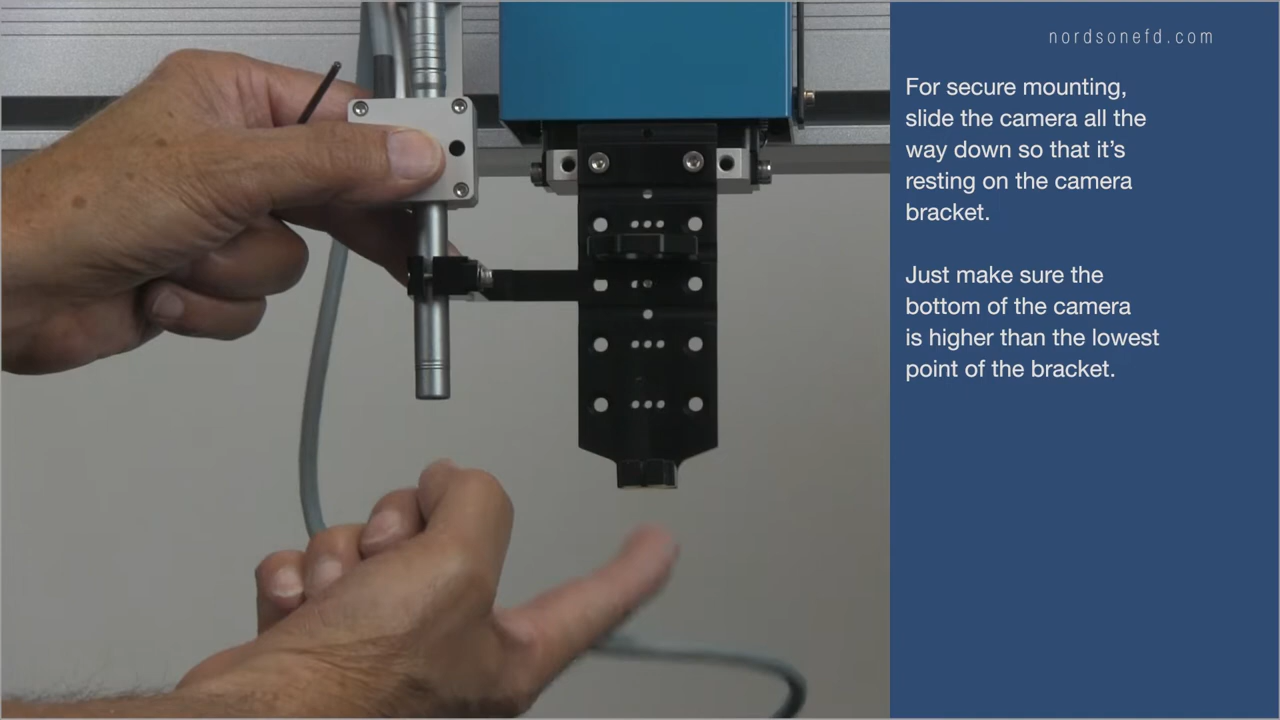 nordsonefd.com
For secure mounting,
slide the camera all the
way down so that it’s
resting on the camera
bracket.
Just make sure the
bottom of the camera
is higher than the lowest
point of the bracket.